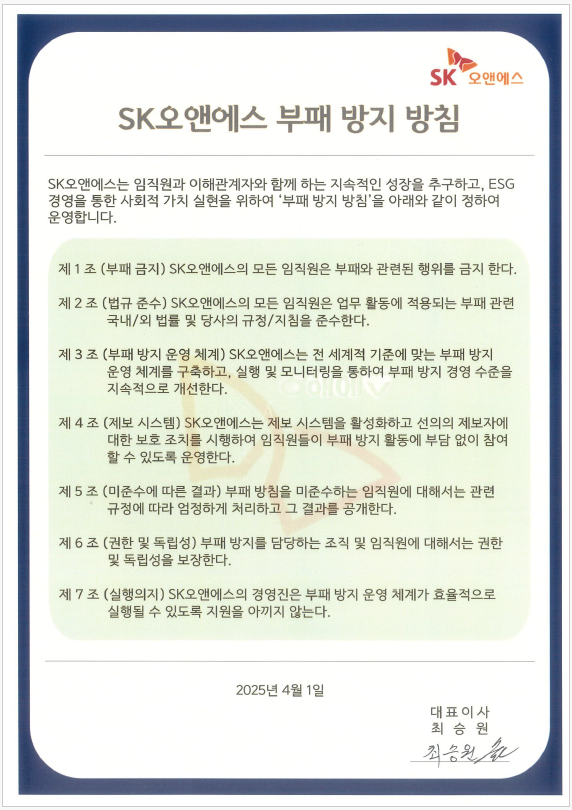 SK 오앤에스
SK오앤에스 부패 방지 방침
SK오앤에스는 임직원과 이해관계자와 함께 하는 지속적인 성장을 추구하고, ESG
경영을 통한 사회적 가치 실현을 위하여 ‘부패 방지 방침’을 아래와 같이 정하여
운영합니다.
제 1 조 (부패 금지) SK오앤에스의 모든 임직원은 부패와 관련된 행위를 금지 한다.
제 2 조 (법규 준수) SK오앤에스의 모든 임직원은 업무 활동에 적용되는 부패 관련
국내/외 법률 및 당사의 규정/지침을 준수한다.
제 3 조 (부패 방지 운영 체계) SK오앤에스는 전 세계적 기준에 맞는 부패 방지
운영 체계를 구축하고, 실행 및 모니터링을 통하여 부패 방지 경영 수준을
지속적으로 개선한다.
제 4 조 (제보 시스템) SK오앤에스는 제보 시스템을 활성화하고 선의의 제보자에
대한 보호 조치를 시행하여 임직원들이 부패 방지 활동에 부담 없이 참여
할 수 있도록 운영한다.
제 5 조 (미준수에 따른 결과) 부패 방침을 미준수하는 임직원에 대해서는 관련
규정에 따라 엄정하게 처리하고 그 결과를 공개한다.
제 6 조 (권한 및 독립성) 부패 방지를 담당하는 조직 및 임직원에 대해서는 권한
및 독립성을 보장한다.
제 7 조 (실행의지) SK오앤에스의 경영진은 부패 방지 운영 체계가 효율적으로
실행될 수 있도록 지원을 아끼지 않는다.
2025년 4월 1일
대표이사
최 승 원
최승원